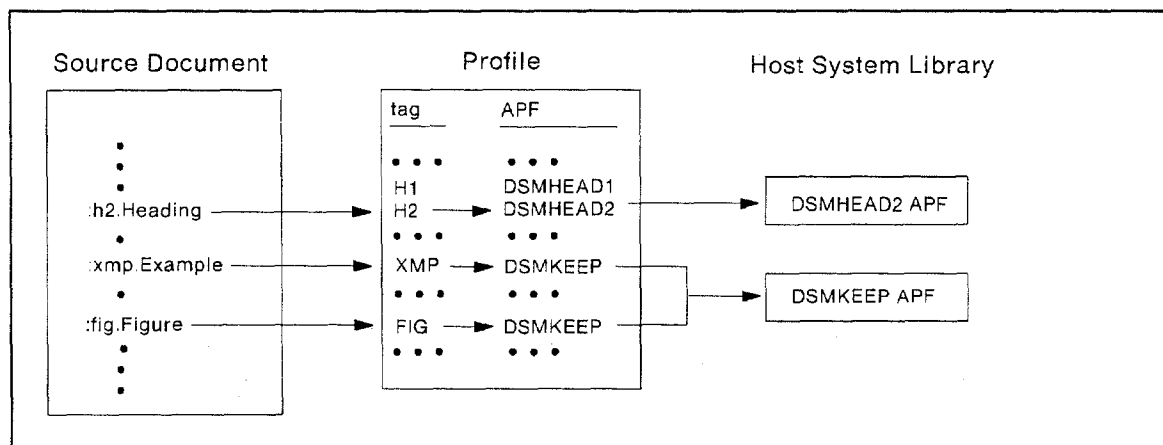 Source Document
Profile
Host System Library
tag APF
H1 DSMHEAD1
:h2.Heading H2 DSMHEAD2 DSMHEAD2 APF
:xmp.Example XMP DSMKEEP
DSMKEEP APF
:fig.Figure FIG DSMKEEP